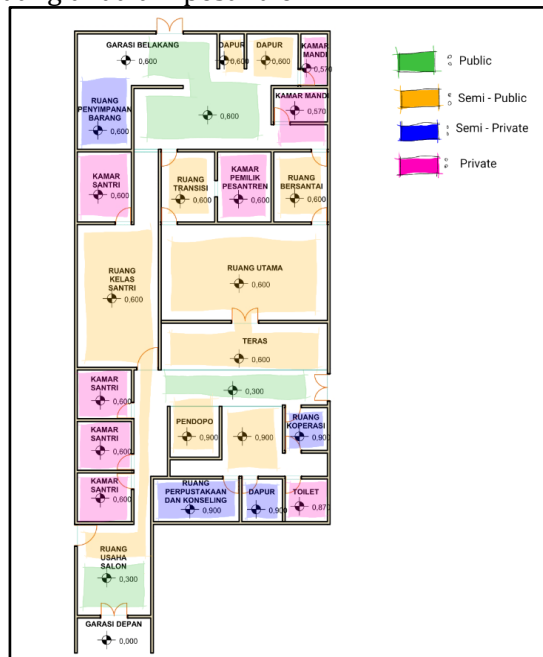 GARASI BELAKANG
0,600
DAPUR
0,600
DAPUR
0,600
KAMAR
MANDI
0,570
KAMAR MANDI
0,570
RUANG
PENYIMPANAN
BARANG
0,600
0,600
KAMAR
SANTRI
0,600
RUANG
TRANSISI
0,600
KAMAR
PEMILIK
PESANTREN
0,600
RUANG
BERSANTAI
0,600
RUANG
KELAS
SANTRI
0,600
RUANG UTAMA
0,600
TERAS
0,600
0,300
KAMAR
SANTRI
0,600
KAMAR
SANTRI
0,600
KAMAR
SANTRI
0,600
PENDOPO
0,900
0,900
RUANG
KOPERASI
0.900
RUANG
PERPUSTAKAAN
DAN KONSELING
0,900
DAPUR
0,900
TOILET
0,870
RUANG
USAHA
SALON
0,300
GARASI DEPAN
0,000
: Public
: Semi - Public
: Semi - Private
: Private